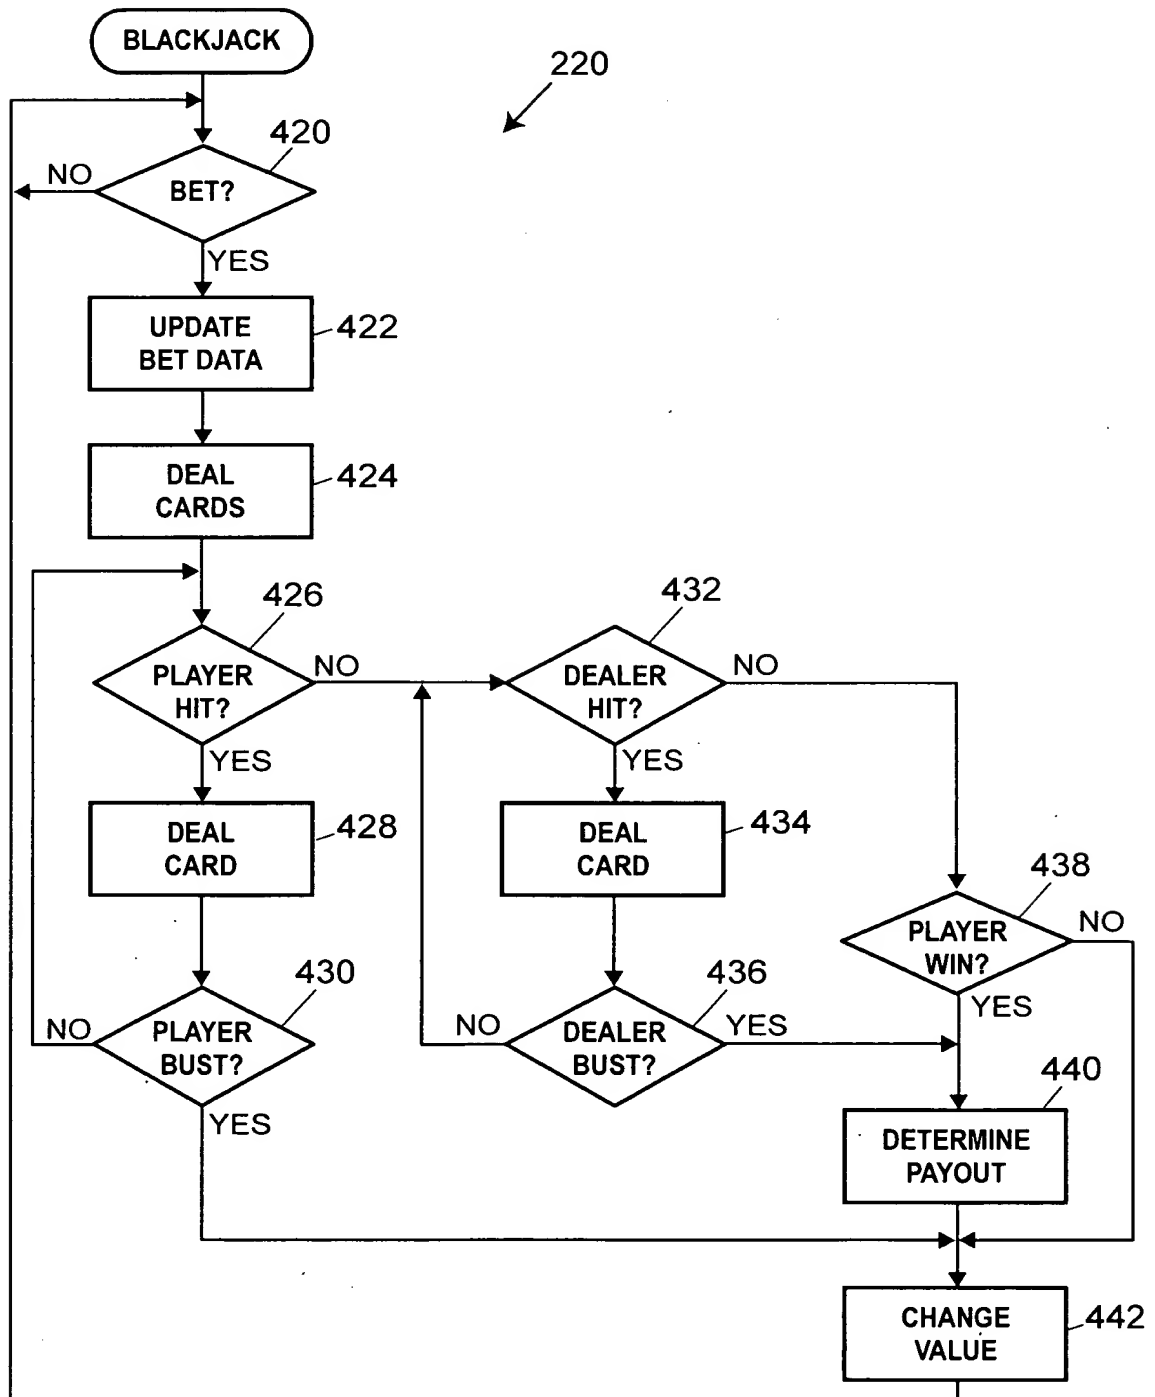 BLACKJACK
220
420
NO
BET?
YES
UPDATE
BET DATA
422
DEAL
CARDS
424
426
432
PLAYER
HIT?
NO
DEALER
HIT?
NO
YES
YES
DEAL
CARD
428
DEAL
CARD
434
438
PLAYER
WIN?
NO
YES
430
436
NO
PLAYER
BUST?
NO
DEALER
BUST?
YES
YES
440
DETERMINE
PAYOUT
CHANGE
VALUE
442